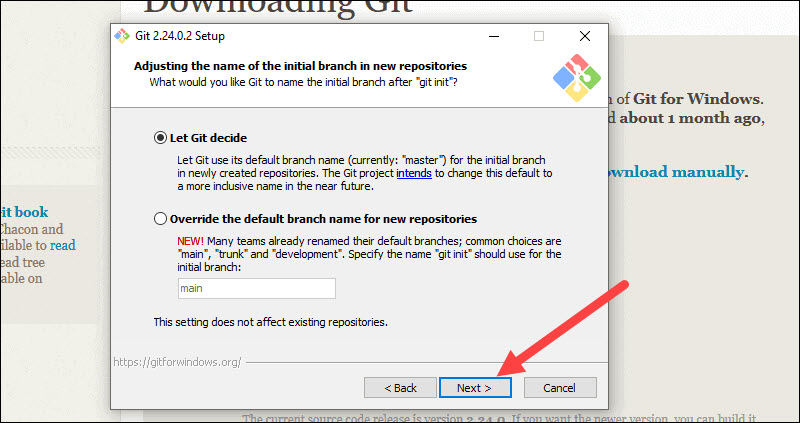 Downloading Git
Git 2.24.0.2 Setup
Adjusting the name of the initial branch in new repositories
What would you like Git to name the initial branch after "git init"?
n of Git for Windows.
d about 1 month ago,
Let Git decide
Let Git use its default branch name (currently: "master") for the initial branch
in newly created repositories. The Git project intends to change this default to
a more inclusive name in the near future.
ownload manually.
it book
Chacon and
ilable to read
ead tree
able on
Override the default branch name for new repositories
NEW! Many teams already renamed their default branches; common choices are
"main", "trunk" and "development". Specify the name "git init" should use for the
initial branch:
main
This setting does not affect existing repositories.
https://gitforwindows.org/
< Back
Next >
Cancel
The current source code release is version 2.24.0. If you want the newer version, you can build it